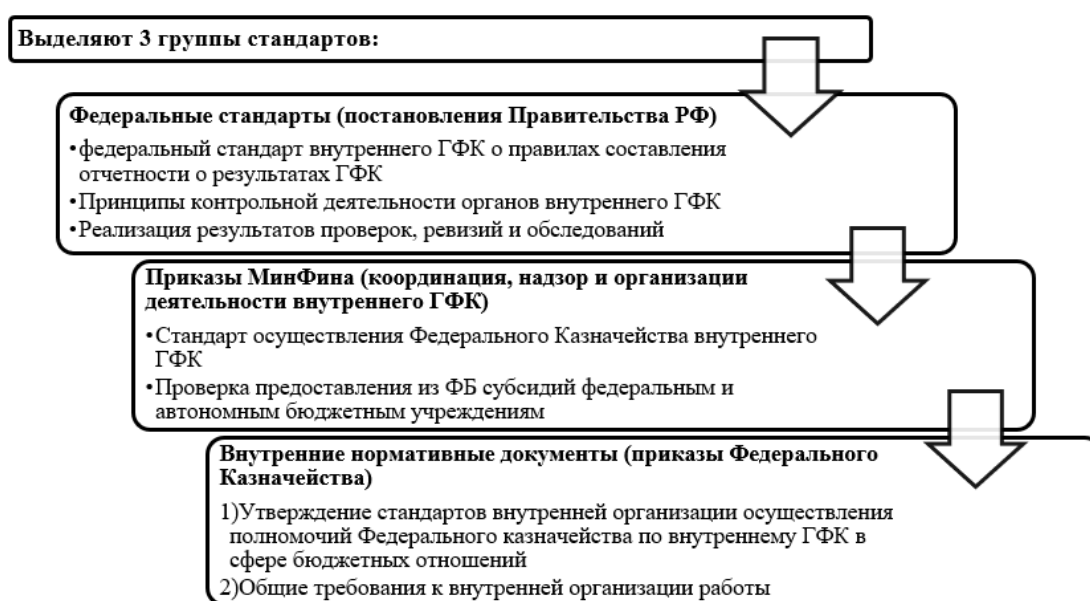 Выделяют 3 группы стандартов:
Федеральные стандарты (постановления Правительства РФ)
•федеральный стандарт внутреннего ГФК о правилах составления
отчетности о результатах ГФК
•Принципы контрольной деятельности органов внутреннего ГФК
•Реализация результатов проверок, ревизий и обследований
Приказы МинФина (координация, надзор и организации
деятельности внутреннего ГФК)
•Стандарт осуществления Федерального Казначейства внутреннего
ГФК
•Проверка предоставления из ФБ субсидий федеральным и
автономным бюджетным учреждениям
Внутренние нормативные документы (приказы Федерального
Казначейства)
1)Утверждение стандартов внутренней организации осуществления
полномочий Федерального казначейства по внутреннему ГФК в
сфере бюджетных отношений
2)Общие требования к внутренней организации работы